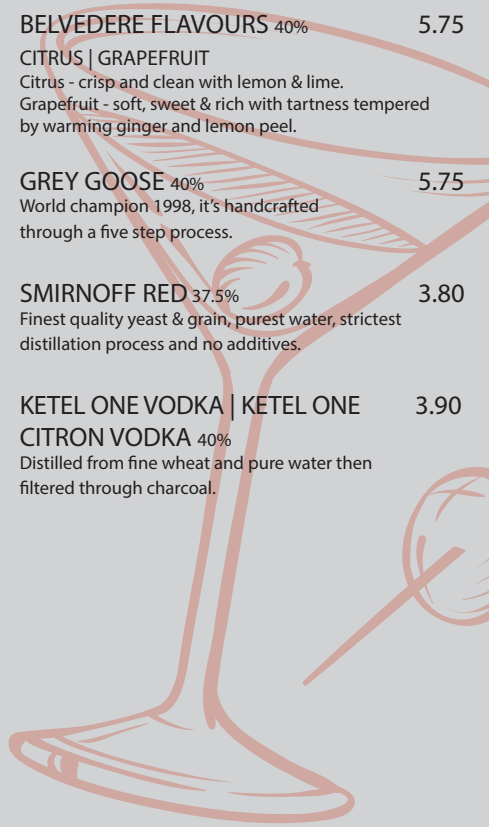 BELVEDERE FLAVOURS 40% 5.75
CITRUS | GRAPEFRUIT
Citrus - crisp and clean with lemon & lime.
Grapefruit - soft, sweet & rich with tartness tempered
by warming ginger and lemon peel.
GREY GOOSE 40% 5.75
World champion 1998, it's handcrafted
through a five step process.
SMIRNOFF RED 37.5% 3.80
Finest quality yeast & grain, purest water, strictest
distillation process and no additives.
KETEL ONE VODKA | KETEL ONE 3.90
CITRON VODKA 40%
Distilled from fine wheat and pure water then
filtered through charcoal.